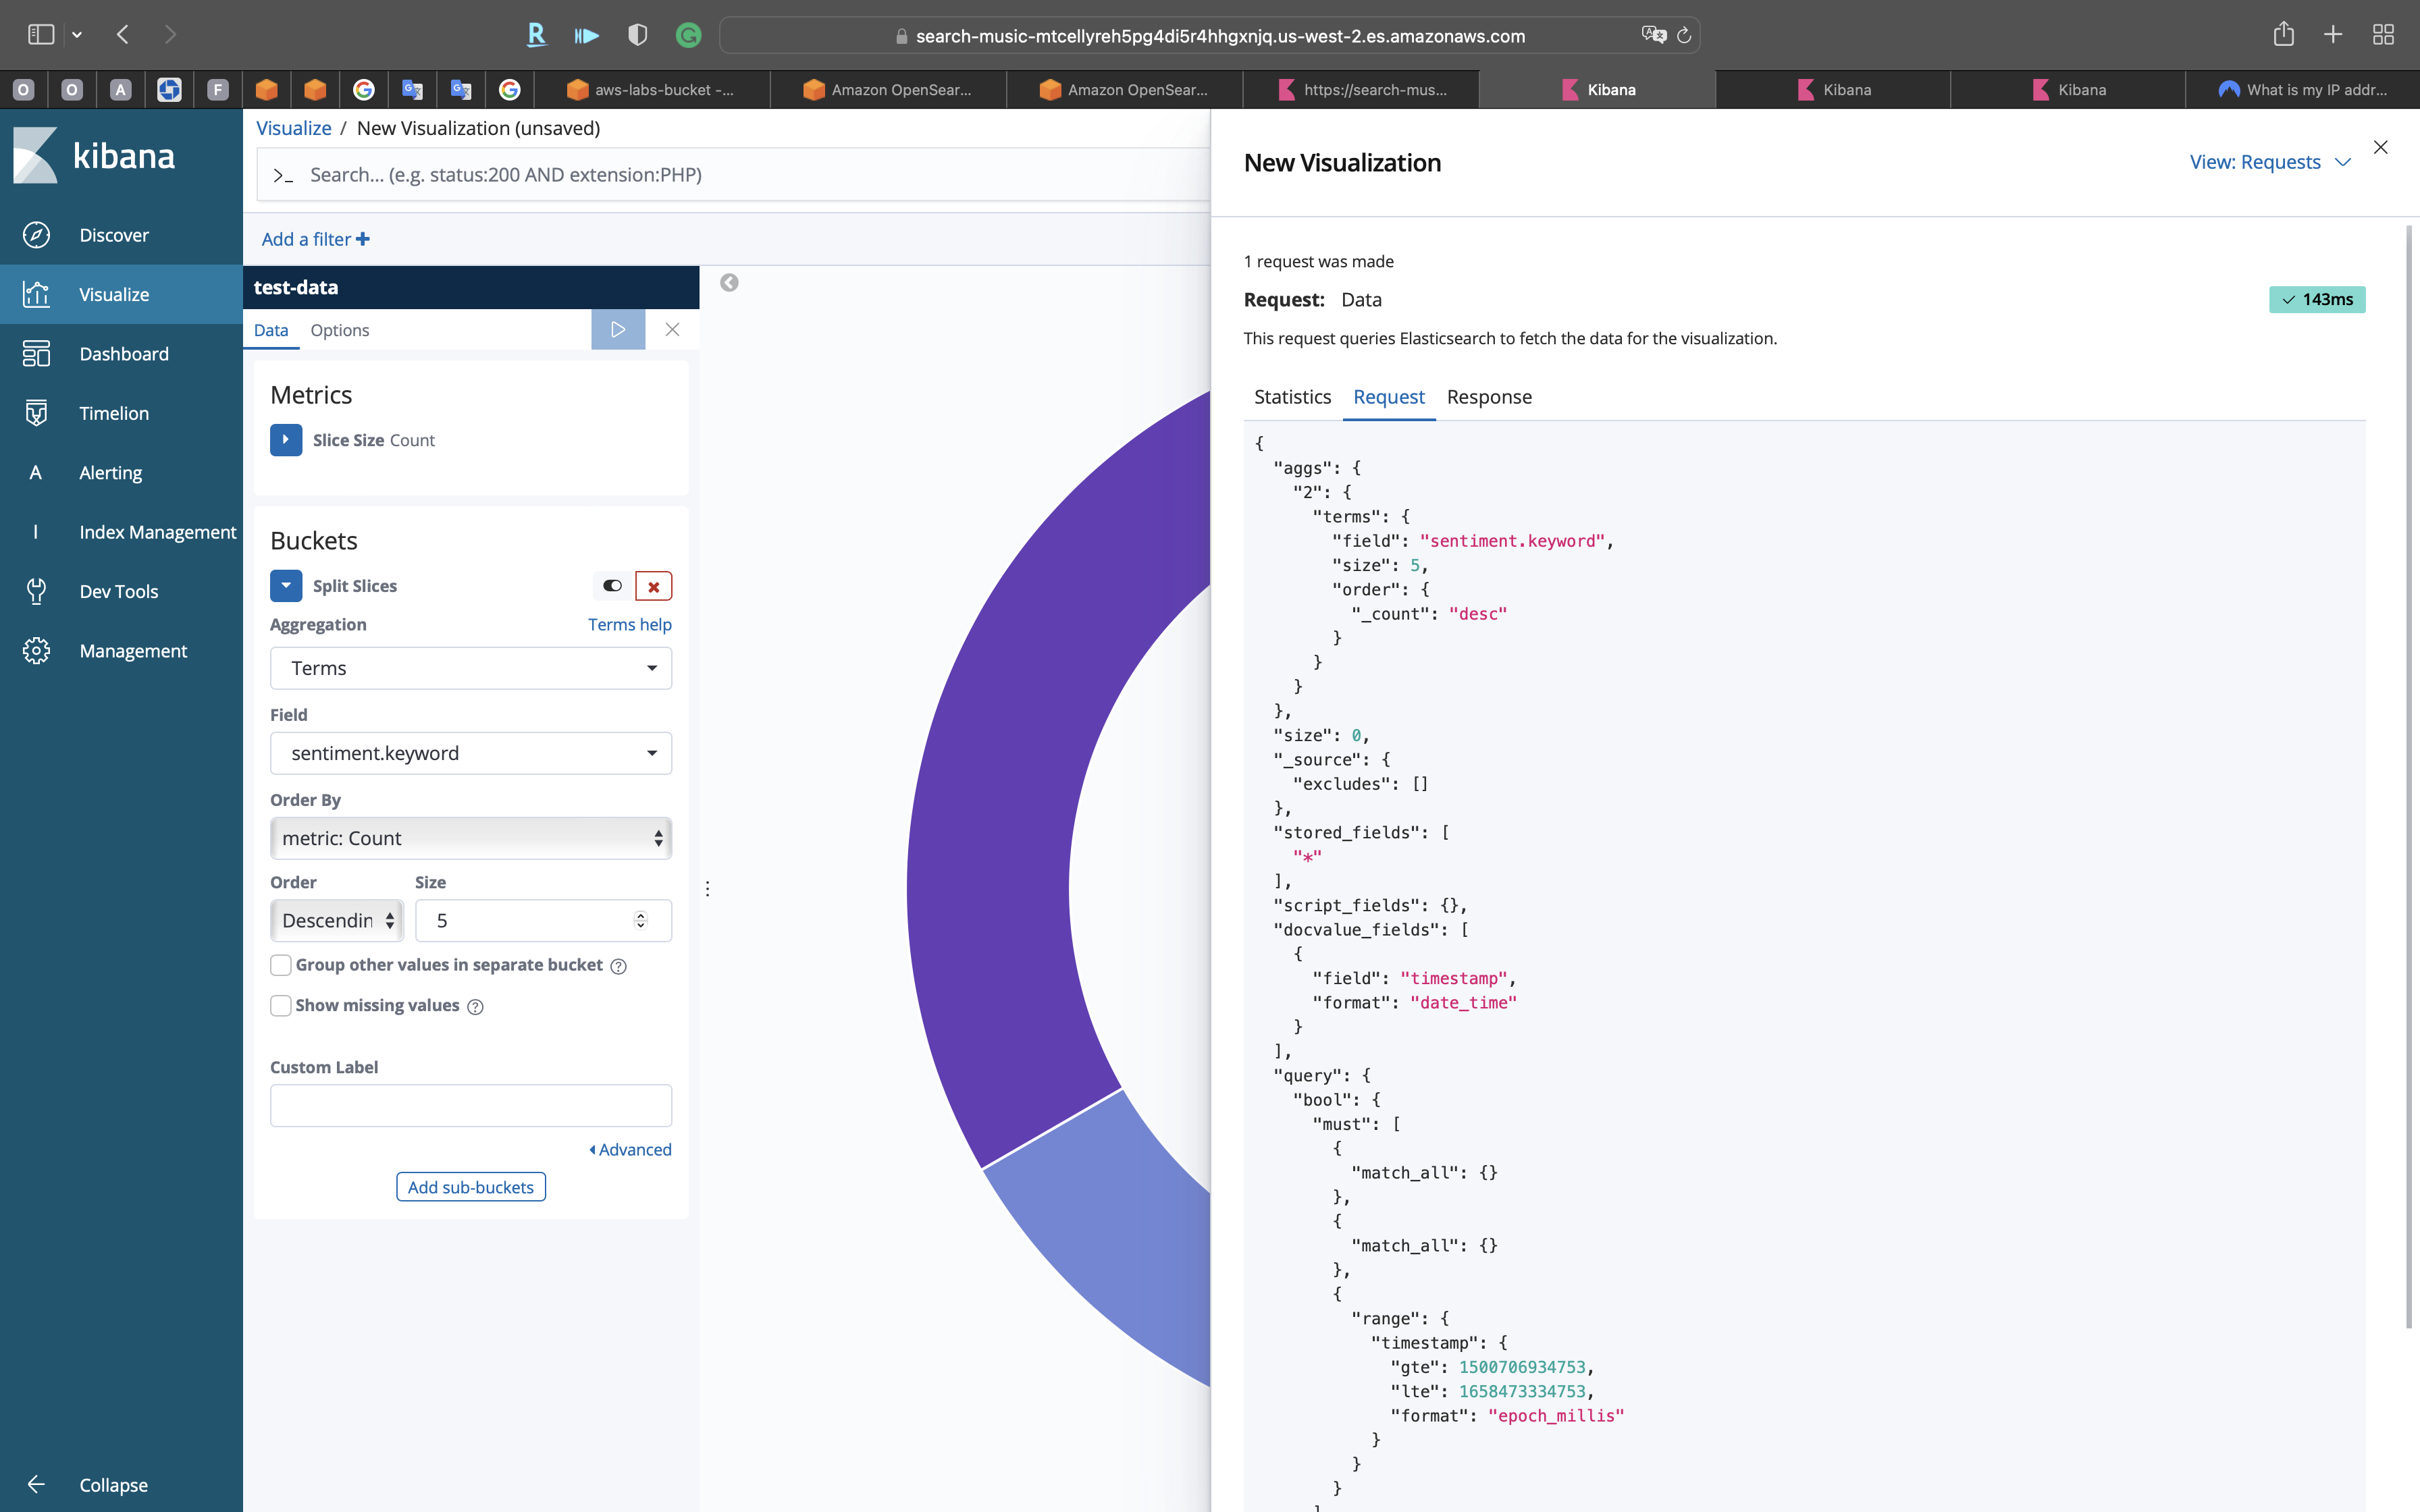 search-music-mtcellyreh5pg4di5r4hhgxnjq.us-west-2.es.amazonaws.com
O
O
A
F
aws-labs-bucket -...
Amazon OpenSear...
Amazon OpenSear...
https://search-mus...
Kibana
Kibana
Kibana
What is my IP addr...
kibana
Discover
Visualize
Dashboard
Timelion
A Alerting
I Index Management
Dev Tools
Management
Collapse
Visualize / New Visualization (unsaved)
>_ Search... (e.g. status:200 AND extension:PHP)
Add a filter +
test-data
Data Options
Metrics
Slice Size Count
Buckets
Split Slices
Aggregation Terms help
Terms
Field
sentiment.keyword
Order By
metric: Count
Order Size
Descendin 5
Group other values in separate bucket ?
Show missing values ?
Custom Label
Advanced
Add sub-buckets
New Visualization
View: Requests
1 request was made
Request: Data
143ms
This request queries Elasticsearch to fetch the data for the visualization.
Statistics Request Response
{
"aggs": {
"2": {
"terms": {
"field": "sentiment.keyword",
"size": 5,
"order": {
"_count": "desc"
}
}
}
},
"size": 0,
"_source": {
"excludes": []
},
"stored_fields": [
"*"
],
"script_fields": {},
"docvalue_fields": [
{
"field": "timestamp",
"format": "date_time"
}
],
"query": {
"bool": {
"must": [
{
"match_all": {}
},
{
"match_all": {}
},
{
"range": {
"timestamp": {
"gte": 1500706934753,
"lte": 1658473334753,
"format": "epoch_millis"
}
}
}
]